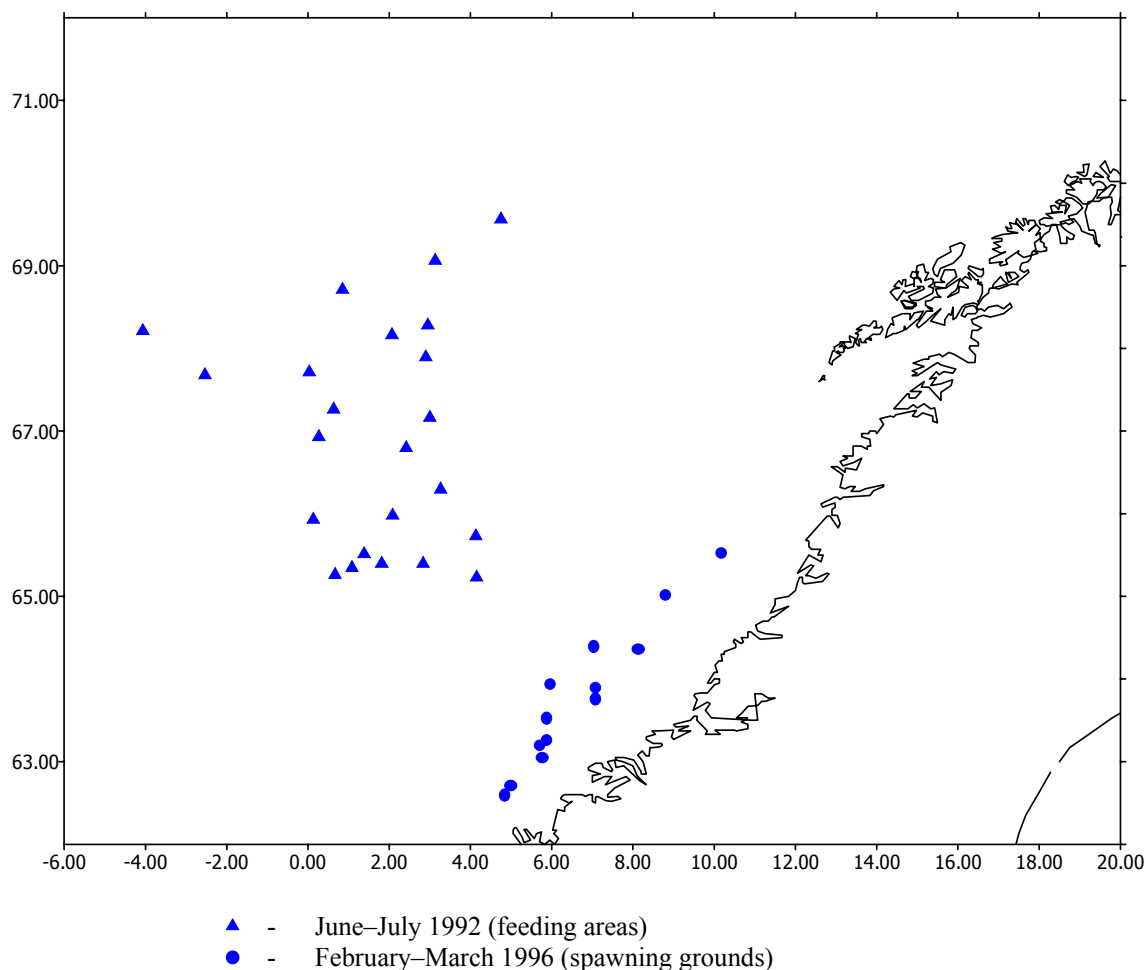 71.00
69.00
67.00
65.00
63.00
-6.00 -4.00 -2.00 0.00 2.00 4.00 6.00 8.00 10.00 12.00 14.00 16.00 18.00 20.00
- June–July 1992 (feeding areas)
- February–March 1996 (spawning grounds)